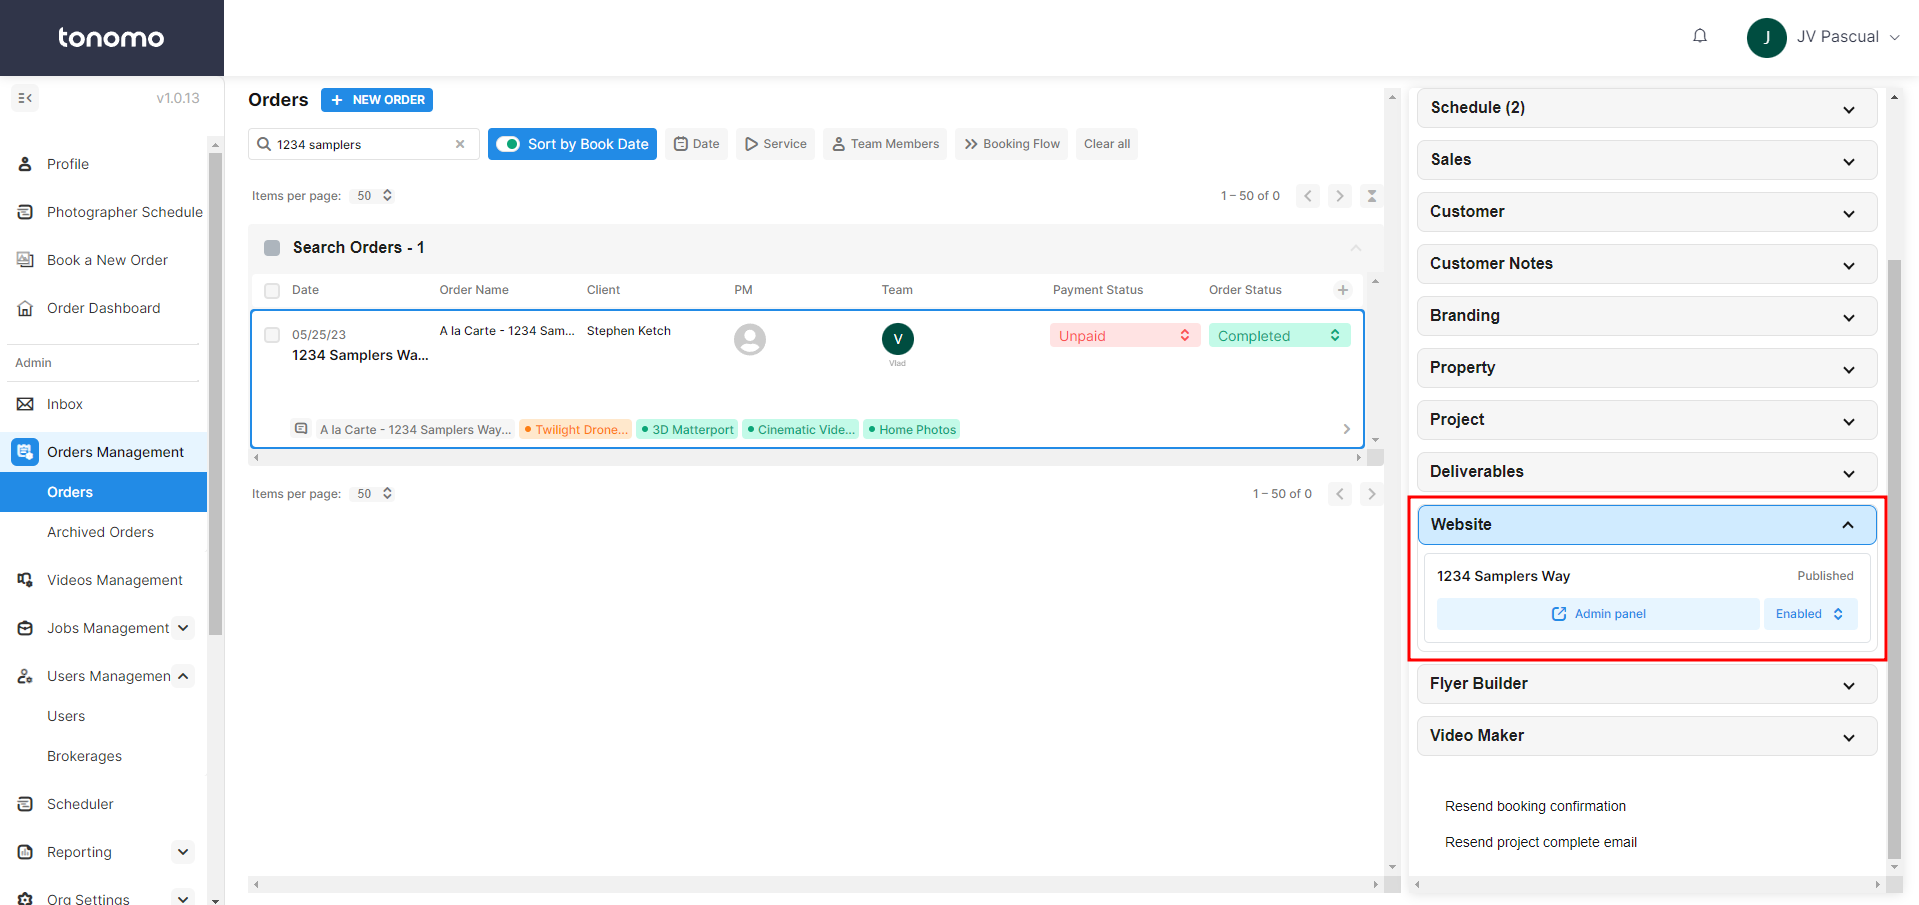 tonomo
JV Pascual
J
v1.0.13
Profile
Photographer Schedule
Book a New Order
Order Dashboard
Admin
Inbox
Orders Management
Orders
Archived Orders
Videos Management
Jobs Management
Users Managemen
Users
Brokerages
Scheduler
Reporting
Org Settings
Orders
NEW ORDER
1234 samplers
Sort by Book Date
Date
Service
Team Members
Booking Flow
Clear all
Items per page: 50
1 – 50 of 0
Search Orders - 1
Date Order Name Client PM Team Payment Status Order Status
05/25/23
1234 Samplers Wa...
A la Carte - 1234 Sam...
Stephen Ketch
V
Vlad
Unpaid
Completed
A la Carte - 1234 Samplers Way...
Twilight Drone...
3D Matterport
Cinematic Vide...
Home Photos
Items per page: 50
1 – 50 of 0
Schedule (2)
Sales
Customer
Customer Notes
Branding
Property
Project
Deliverables
Website
1234 Samplers Way
Published
Admin panel
Enabled
Flyer Builder
Video Maker
Resend booking confirmation
Resend project complete email